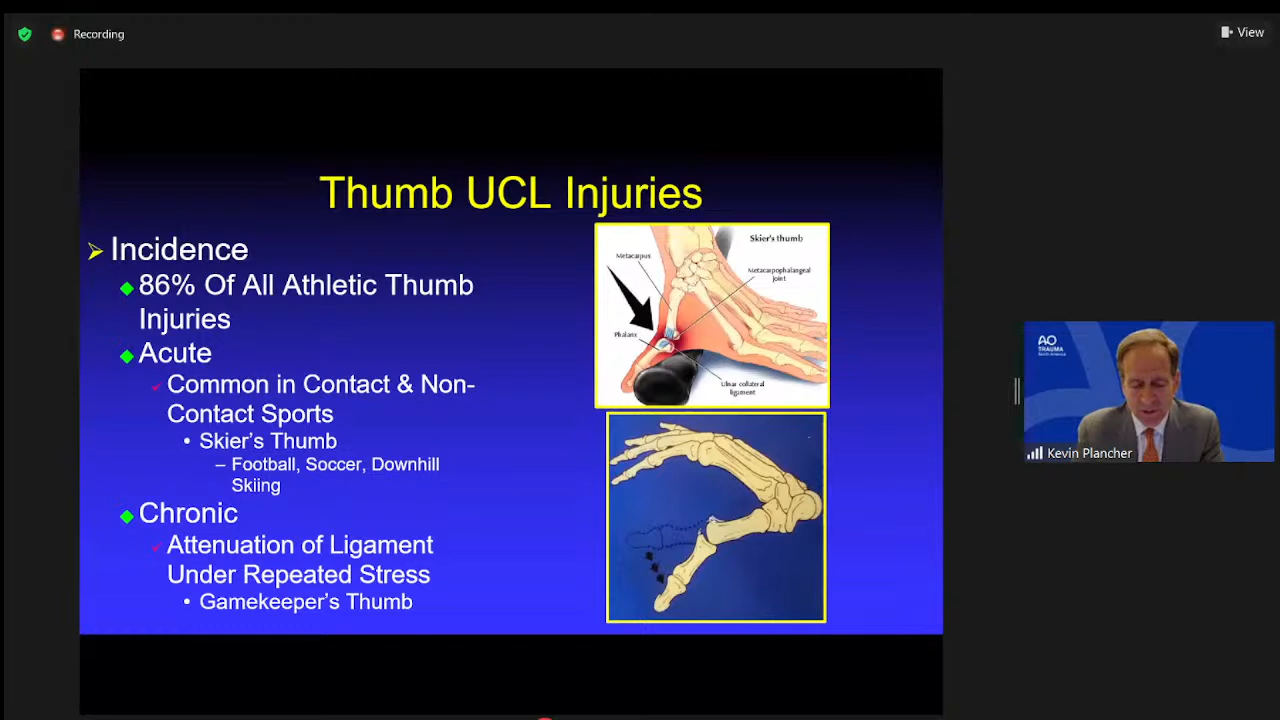 Recording
View
Thumb UCL Injuries
Incidence
86% Of All Athletic Thumb
Injuries
Acute
Common in Contact & Non-
Contact Sports
• Skier's Thumb
– Football, Soccer, Downhill
Skiing
Chronic
Attenuation of Ligament
Under Repeated Stress
• Gamekeeper's Thumb
Skier's thumb
Metacarpus
Metacarpophalangeal
joint
Phalanx
Ulnar collateral
ligament
AO
TRAUMA
North America
Kevin Plancher